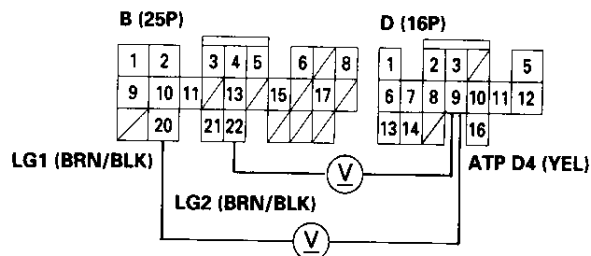 B (25P)
D (16P)
1 2 3 4 5 6 8
1 2 3 5
9 10 11 13 15 17
6 7 8 9 10 11 12
20 21 22
13 14 16
LG1 (BRN/BLK)
V
ATP D4 (YEL)
LG2 (BRN/BLK)
V